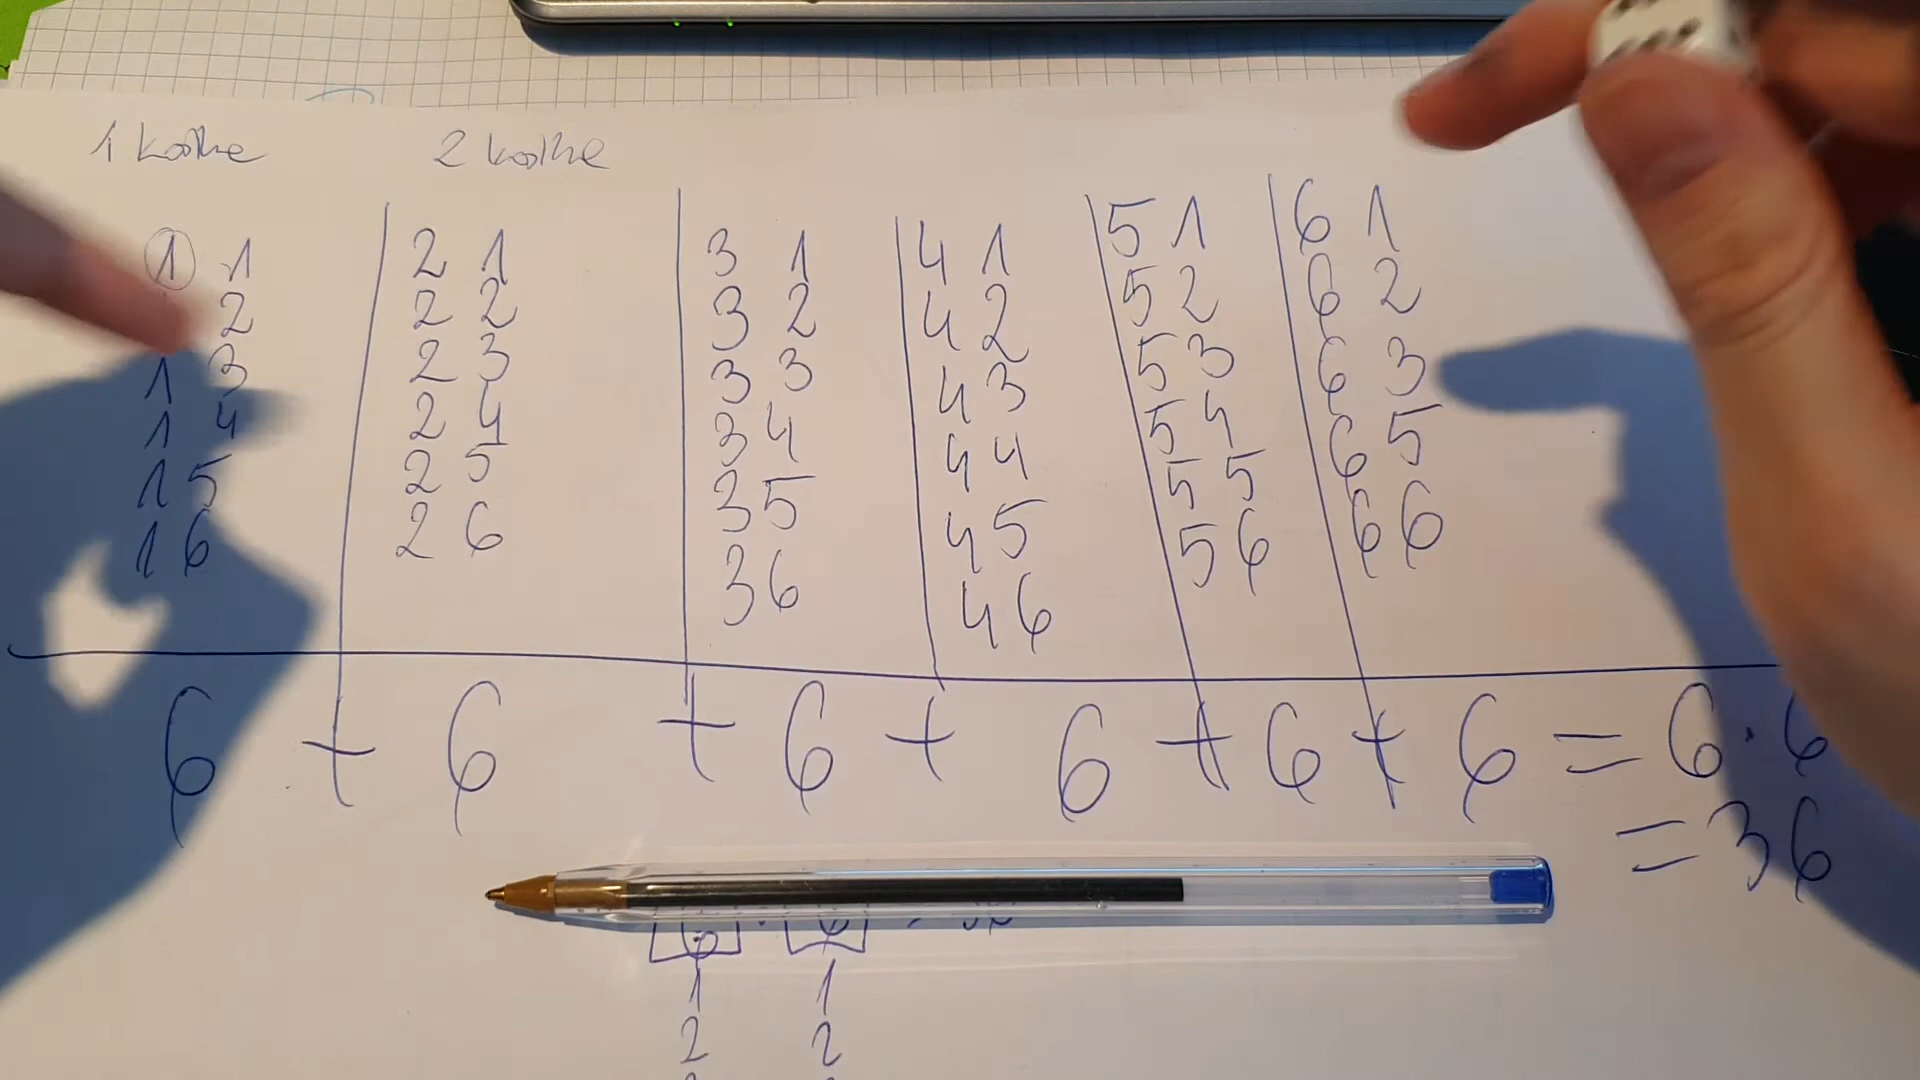 1 kocke 2 kocke
1 1 2 1 3 1 4 1 5 1 6 1
2 2 2 3 2 4 2 5 2 6 2
1 3 2 3 3 3 4 3 5 3 6 3
1 4 2 4 3 4 4 4 5 4 6 5
1 5 2 5 3 5 4 5 5 5 6 6
1 6 2 6 3 6 4 6 5 6
6 + 6 + 6 + 6 + 6 + 6 = 6 · 6
= 36
1 1
2 2